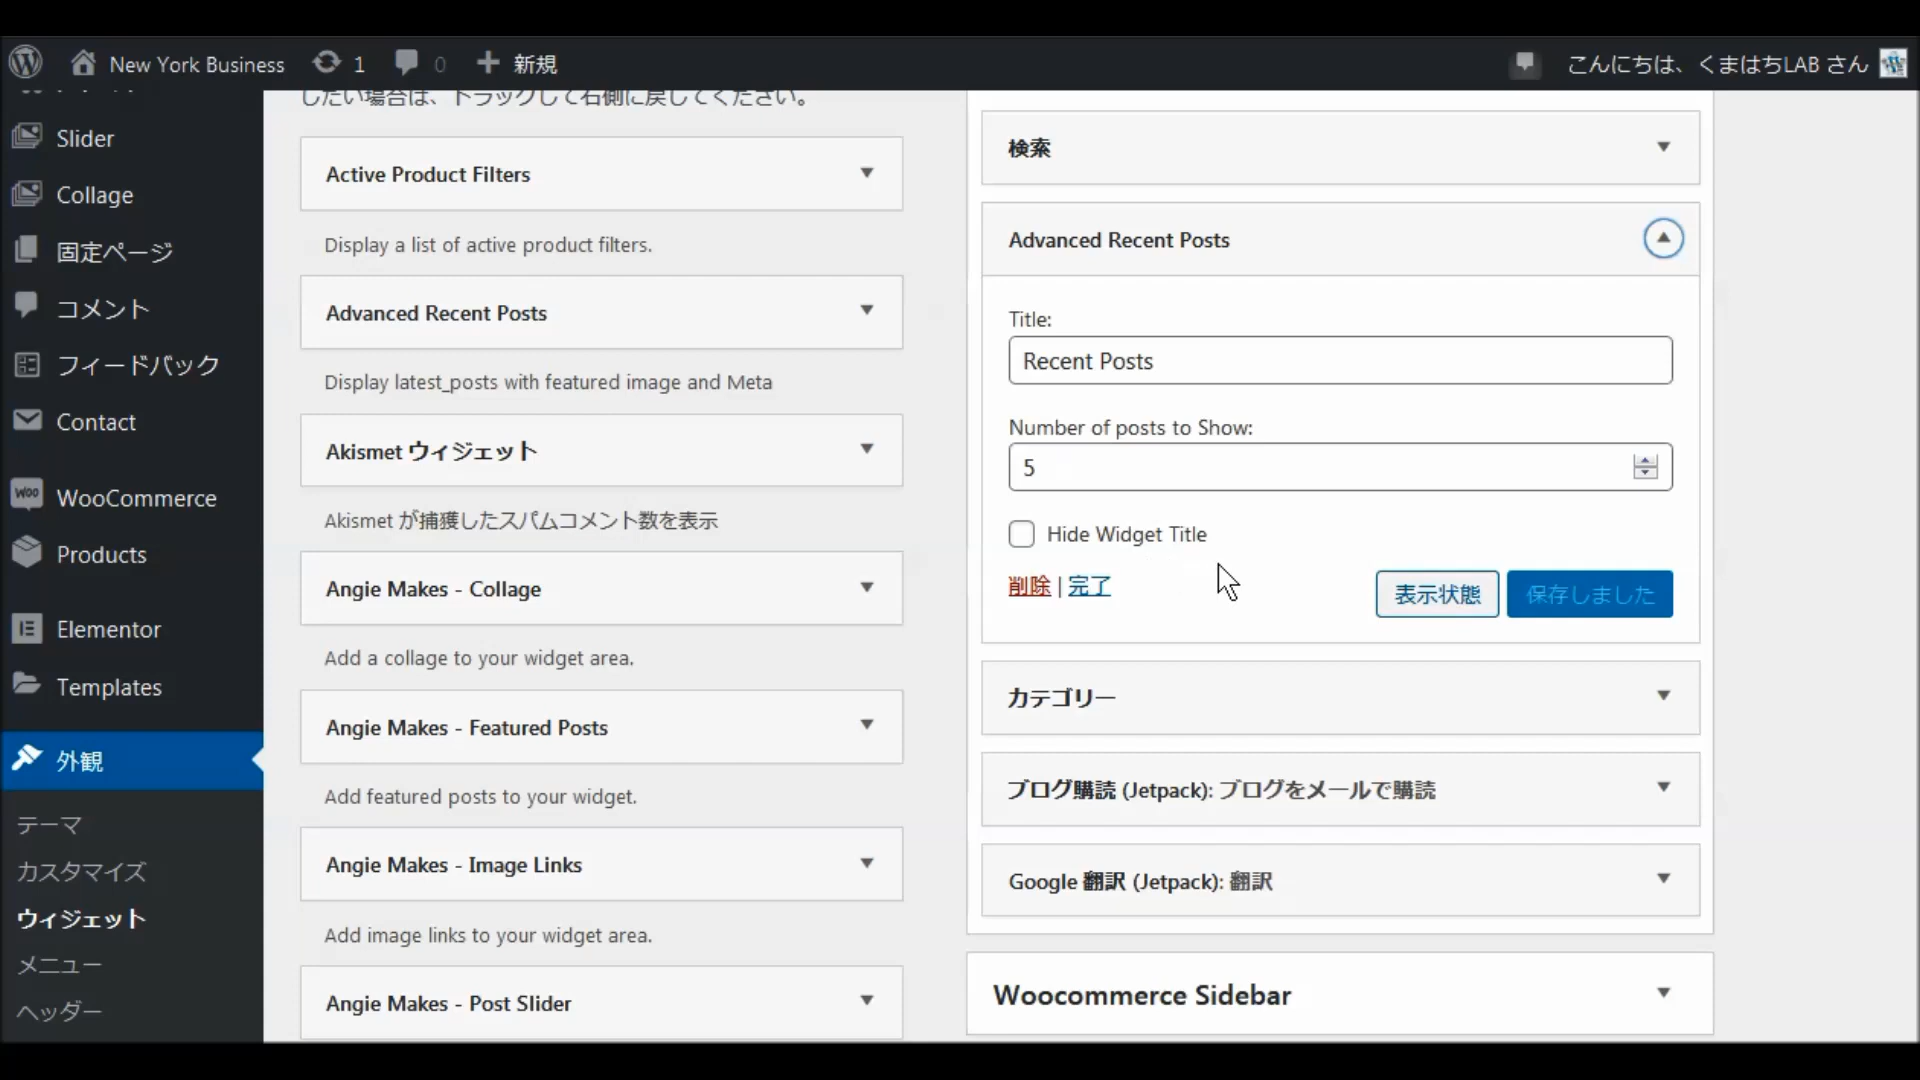 New York Business
1
0
新規
こんにちは、くまはちLAB さん
Slider
Collage
固定ページ
コメント
フィードバック
Contact
WooCommerce
Products
Elementor
Templates
外観
テーマ
カスタマイズ
ウィジェット
メニュー
ヘッダー
したい場合は、ドラッグして右側に戻してください。
Active Product Filters
Display a list of active product filters.
Advanced Recent Posts
Display latest_posts with featured image and Meta
Akismet ウィジェット
Akismet が捕獲したスパムコメント数を表示
Angie Makes - Collage
Add a collage to your widget area.
Angie Makes - Featured Posts
Add featured posts to your widget.
Angie Makes - Image Links
Add image links to your widget area.
Angie Makes - Post Slider
検索
Advanced Recent Posts
Title:
Recent Posts
Number of posts to Show:
5
Hide Widget Title
削除 | 完了
表示状態
保存しました
カテゴリー
ブログ購読 (Jetpack): ブログをメールで購読
Google 翻訳 (Jetpack): 翻訳
Woocommerce Sidebar